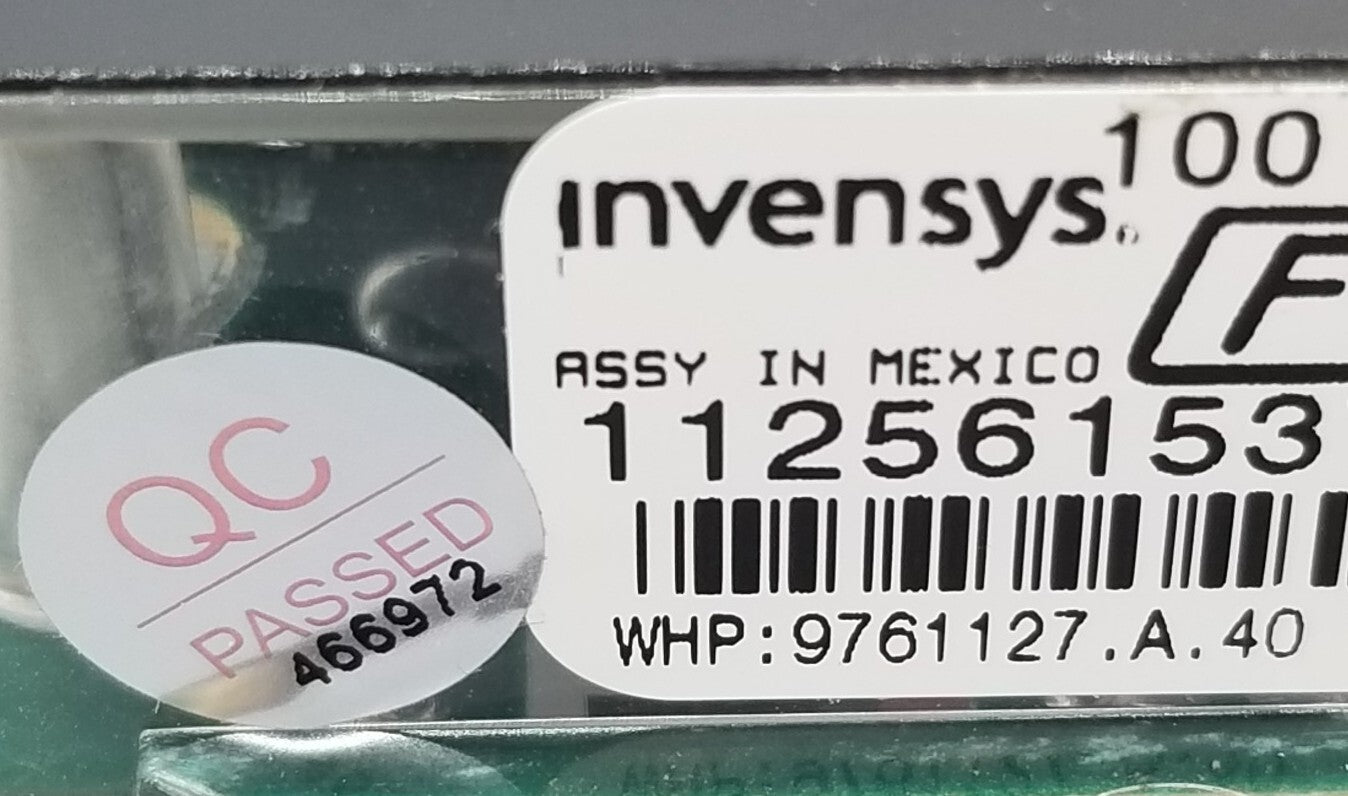 QC
PASSED
466972
100
invensys
F
ASSY IN MEXICO
11256153
WHP:9761127.A.40